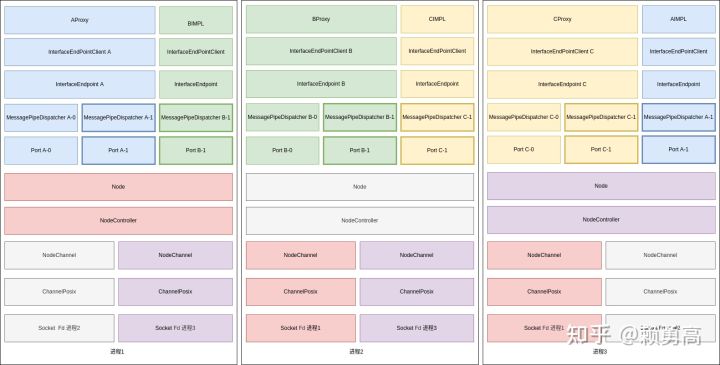 AProxy
BIMPL
InterfaceEndPointClient A
InterfaceEndPointClient
InterfaceEndpoint A
InterfaceEndpoint
MessagePipeDispatcher A-0
MessagePipeDispatcher A-1
MessagePipeDispatcher B-1
Port A-0
Port A-1
Port B-1
Node
NodeController
NodeChannel
NodeChannel
ChannelPosix
ChannelPosix
Socket Fd 进程2
Socket Fd 进程3
进程1
BProxy
CIMPL
InterfaceEndPointClient B
InterfaceEndPointClient
InterfaceEndpoint B
InterfaceEndpoint
MessagePipeDispatcher B-0
MessagePipeDispatcher B-1
MessagePipeDispatcher C-1
Port B-0
Port B-1
Port C-1
Node
NodeController
NodeChannel
NodeChannel
ChannelPosix
ChannelPosix
Socket Fd 进程1
Socket Fd 进程3
进程2
CProxy
AIMPL
InterfaceEndPointClient C
InterfaceEndPointClient
InterfaceEndpoint C
InterfaceEndpoint
MessagePipeDispatcher C-0
MessagePipeDispatcher C-1
MessagePipeDispatcher A-1
Port C-0
Port C-1
Port A-1
Node
NodeController
NodeChannel
NodeChannel
ChannelPosix
ChannelPosix
Socket Fd 进程1
Socket Fd 进程2
进程3
知乎 @赖勇高